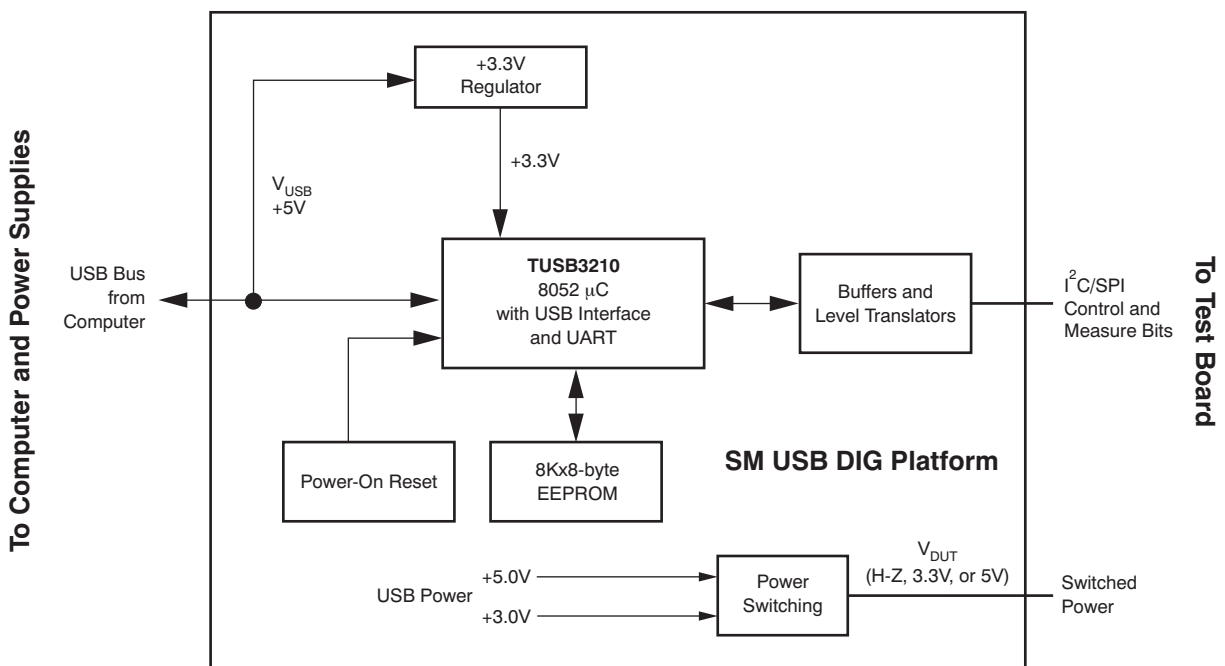 To Computer and Power Supplies
+3.3V
Regulator
+3.3V
V_USB
+5V
USB Bus
from
Computer
TUSB3210
8052 μC
with USB Interface
and UART
Buffers and
Level Translators
I²C/SPI
Control and
Measure Bits
To Test Board
Power-On Reset
8Kx8-byte
EEPROM
SM USB DIG Platform
USB Power
+5.0V
+3.0V
Power
Switching
V_DUT
(H-Z, 3.3V, or 5V)
Switched
Power